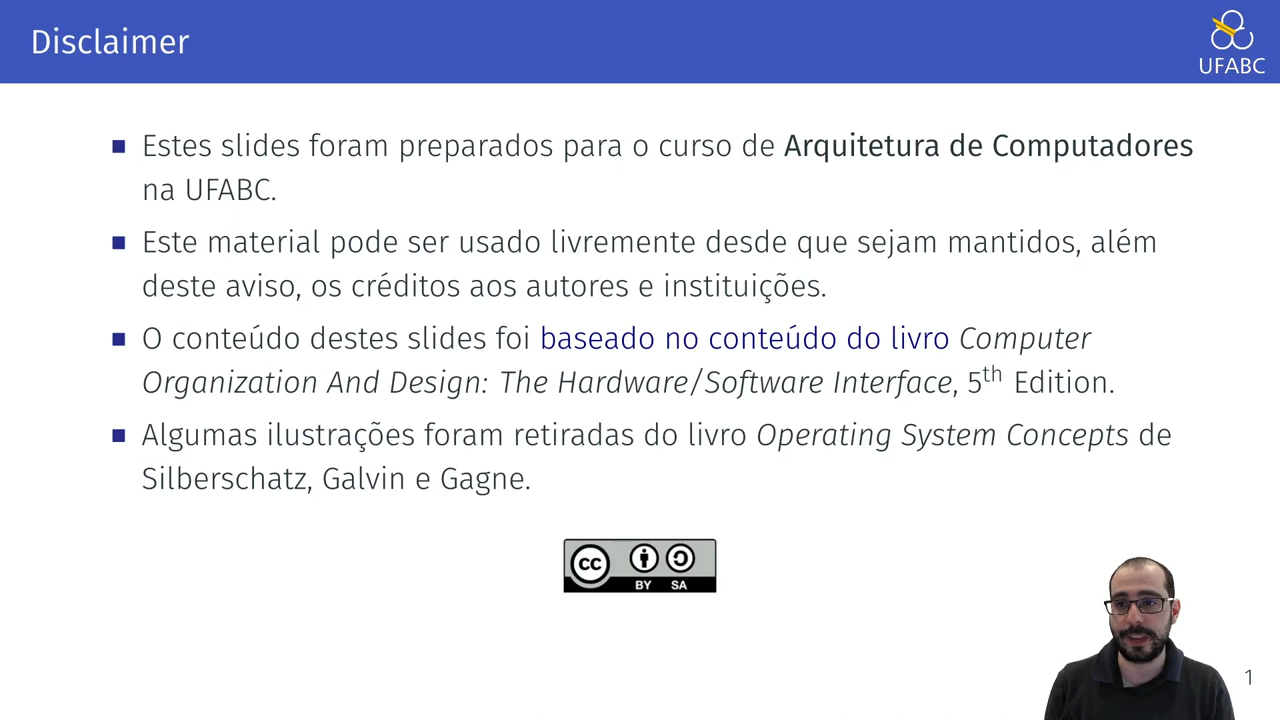 Disclaimer
UFABC
Estes slides foram preparados para o curso de Arquitetura de Computadores
na UFABC.
Este material pode ser usado livremente desde que sejam mantidos, além
deste aviso, os créditos aos autores e instituições.
O conteúdo destes slides foi baseado no conteúdo do livro Computer
Organization And Design: The Hardware/Software Interface, 5th Edition.
Algumas ilustrações foram retiradas do livro Operating System Concepts de
Silberschatz, Galvin e Gagne.
cc
BY SA
1